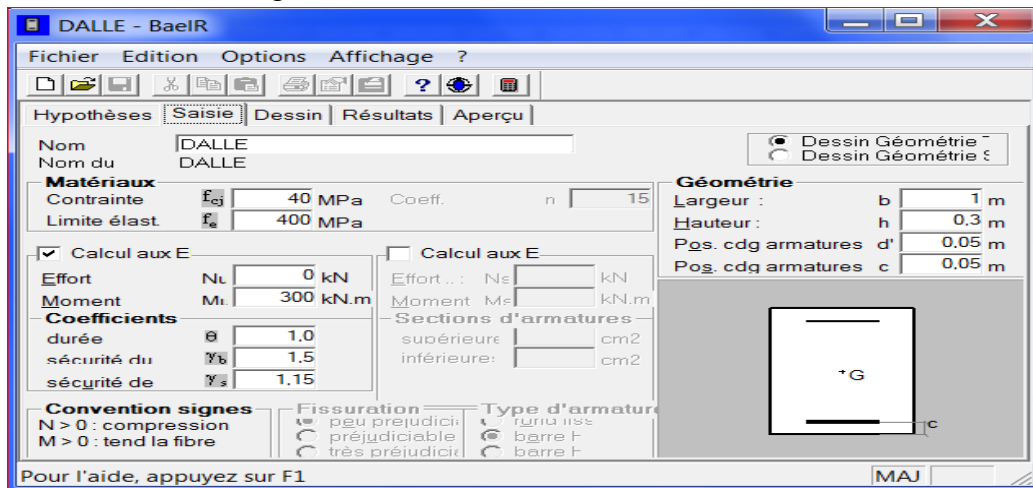 DALLE - BaelR
Fichier Edition Options Affichage ?
Hypothèses Saisie Dessin Résultats Aperçu
Nom DALLE
Nom du DALLE
Dessin Géométrie
Dessin Géométrie
Matériaux
Contrainte fcj 40 MPa Coeff. n 15
Limite élast. fe 400 MPa
Géométrie
Largeur : b 1 m
Hauteur : h 0,3 m
Pos. cdg armatures d' 0,05 m
Pos. cdg armatures c 0,05 m
Calcul aux E
Effort Nu 0 kN
Moment 300 kN.m
Calcul aux E
Effort .. : kN
Moment kN.m
Coefficients
durée θ 1,0
sécurité du γb 1,5
sécurité de γs 1,15
Sections d'armatures
supérieure cm2
inférieure: cm2
Convention signes
N > 0 : compression
M > 0 : tend la fibre
Fissuration
peu
préjudiciable
très
Type d'armature
barre
barre
+G
c
Pour l'aide, appuyez sur F1 MAJ